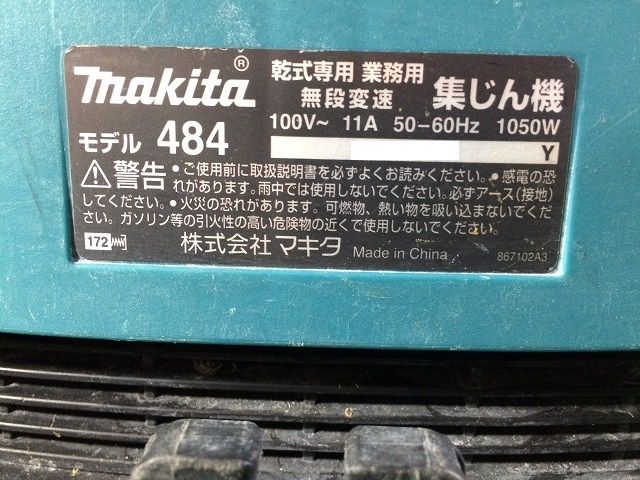 makita® 乾式専用 業務用 集じん機
無段変速
モデル 484 100V~ 11A 50-60Hz 1050W
Y
⚠警告 •ご使用前に取扱説明書を必ずよくお読みください。•感電の恐
れがあります。雨中では使用しないでください。必ずアース(接地)
してください。•火災の恐れがあります。可燃物、熱い物を吸い込まないでくだ
さい。ガソリン等の引火性の高い危険物の近くで使用しないでください。
172 株式会社マキタ Made in China 867102A3